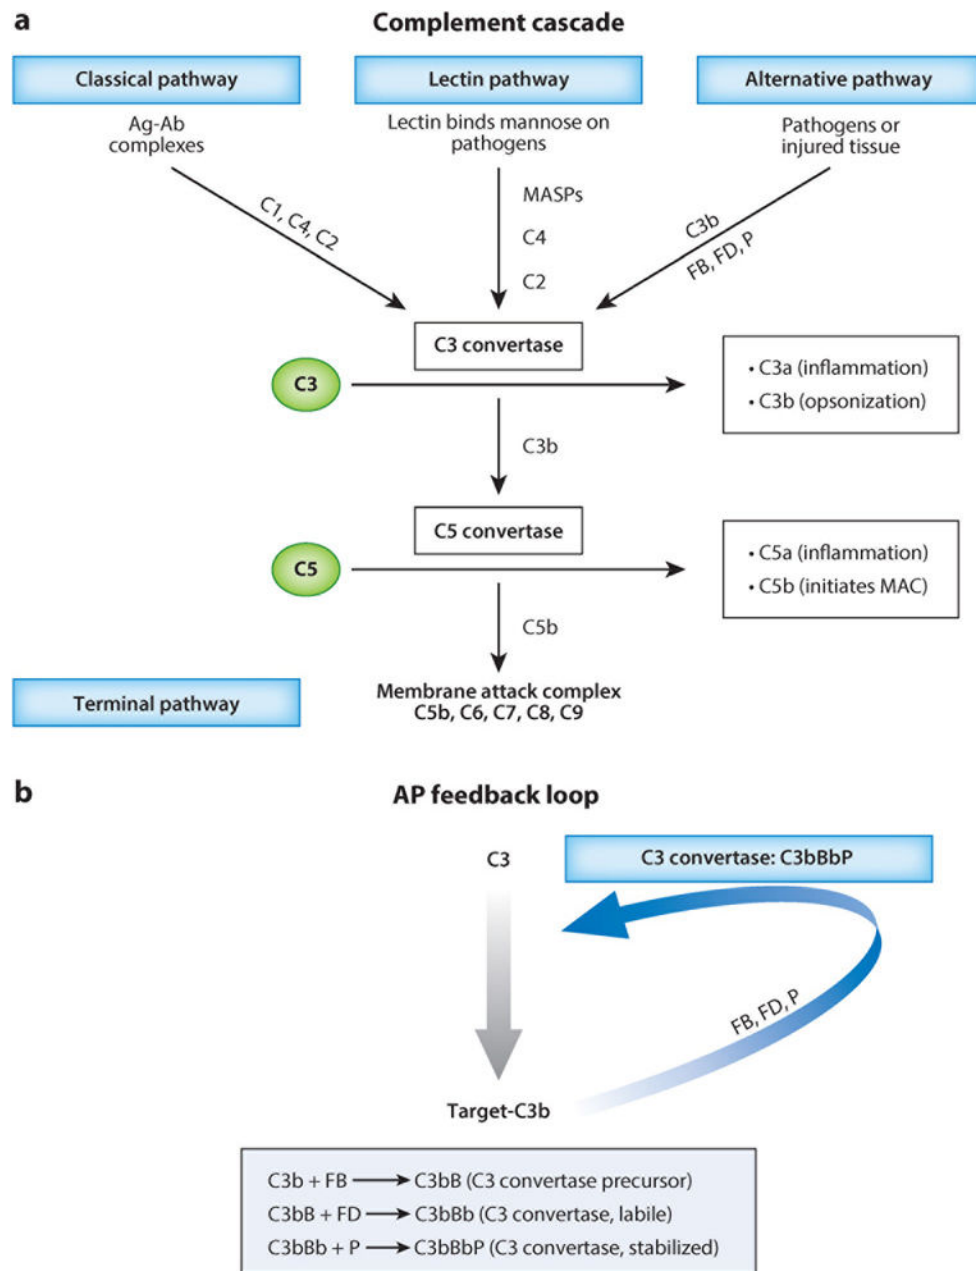 a
Complement cascade
Classical pathway
Lectin pathway
Alternative pathway
Ag-Ab
complexes
Lectin binds mannose on
pathogens
Pathogens or
injured tissue
C1, C4, C2
MASPs
C4
C2
C3b
FB, FD, P
C3 convertase
C3
• C3a (inflammation)
• C3b (opsonization)
C3b
C5 convertase
C5
• C5a (inflammation)
• C5b (initiates MAC)
C5b
Terminal pathway
Membrane attack complex
C5b, C6, C7, C8, C9
b
AP feedback loop
C3
C3 convertase: C3bBbP
FB, FD, P
Target-C3b
C3b + FB → C3bB (C3 convertase precursor)
C3bB + FD → C3bBb (C3 convertase, labile)
C3bBb + P → C3bBbP (C3 convertase, stabilized)